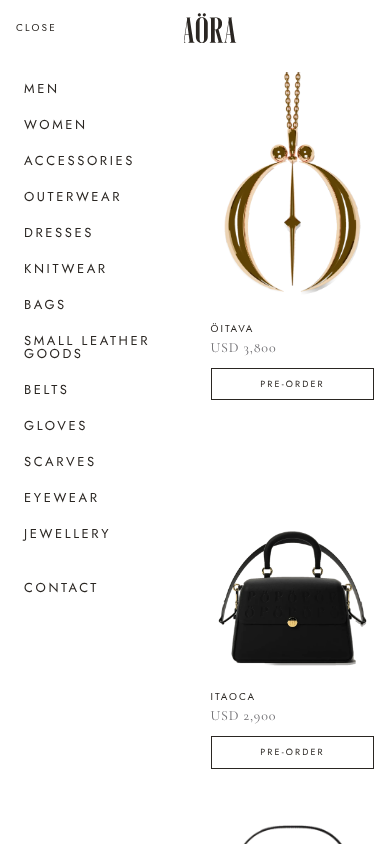 CLOSE
AÖRA
MEN
WOMEN
ACCESSORIES
OUTERWEAR
DRESSES
KNITWEAR
BAGS
SMALL LEATHER
GOODS
BELTS
GLOVES
SCARVES
EYEWEAR
JEWELLERY
CONTACT
ÖITAVA
USD 3,800
PRE-ORDER
ITAOCA
USD 2,900
PRE-ORDER